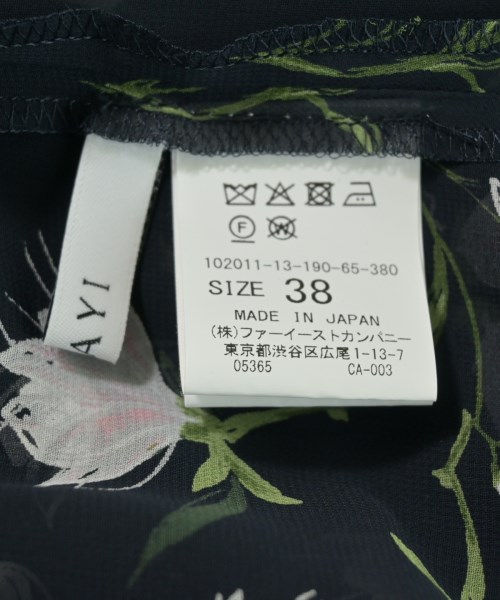 AYI
F W
102011-13-190-65-380
SIZE 38
MADE IN JAPAN
(株)ファーイーストカンパニー
東京都渋谷区広尾1-13-7
05365 CA-003